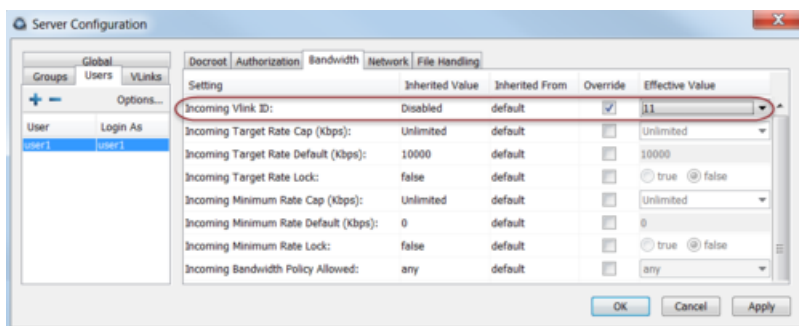 Server Configuration
Global
Groups Users VLinks
Options...
User Login As
user1 user1
Docroot Authorization Bandwidth Network File Handling
Setting Inherited Value Inherited From Override Effective Value
Incoming Vlink ID: Disabled default 11
Incoming Target Rate Cap (Kbps): Unlimited default Unlimited
Incoming Target Rate Default (Kbps): 10000 default 10000
Incoming Target Rate Lock: false default true false
Incoming Minimum Rate Cap (Kbps): Unlimited default Unlimited
Incoming Minimum Rate Default (Kbps): 0 default 0
Incoming Minimum Rate Lock: false default true false
Incoming Bandwidth Policy Allowed: any default any
OK Cancel Apply